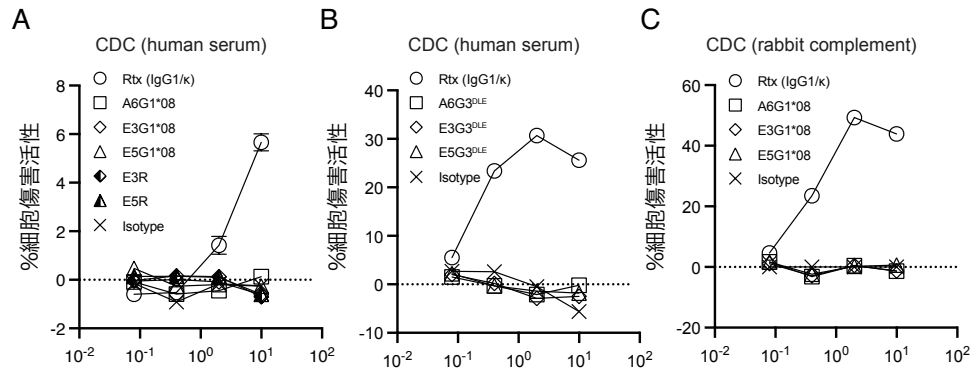 A
CDC (human serum)
Rtx (IgG1/κ)
A6G1*08
E3G1*08
E5G1*08
E3R
E5R
Isotype
%細胞傷害活性
8
6
4
2
0
-2
10-2
10-1
100
101
102
B
CDC (human serum)
Rtx (IgG1/κ)
A6G3DLE
E3G3DLE
E5G3DLE
Isotype
%細胞傷害活性
40
30
20
10
0
-10
10-2
10-1
100
101
102
C
CDC (rabbit complement)
Rtx (IgG1/κ)
A6G1*08
E3G1*08
E5G1*08
Isotype
%細胞傷害活性
60
40
20
0
-20
10-2
10-1
100
101
102